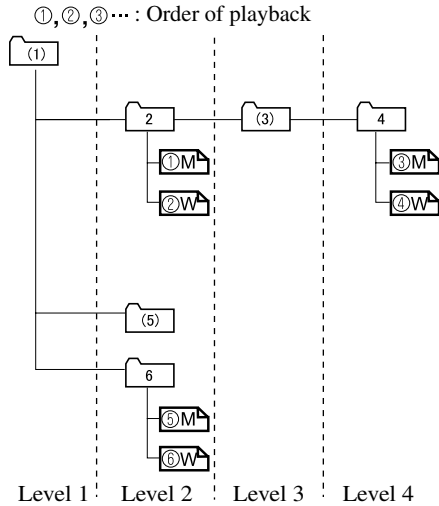 ①,②,③ ··· : Order of playback
(1)
2 (3) 4
①M ③M
②W ④W
(5)
6
⑤M
⑥W
Level 1 Level 2 Level 3 Level 4